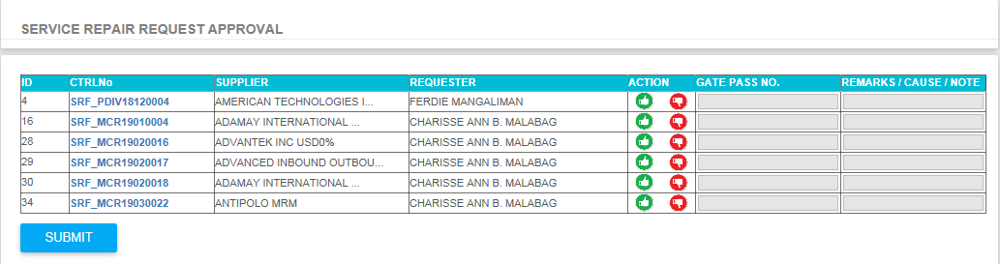 SERVICE REPAIR REQUEST APPROVAL
ID CTRLNo SUPPLIER REQUESTER ACTION GATE PASS NO. REMARKS / CAUSE / NOTE
4 SRF_PDIV18120004 AMERICAN TECHNOLOGIES I... FERDIE MANGALIMAN
16 SRF_MCR19010004 ADAMAY INTERNATIONAL ... CHARISSE ANN B. MALABAG
28 SRF_MCR19020016 ADVANTEK INC USD0% CHARISSE ANN B. MALABAG
29 SRF_MCR19020017 ADVANCED INBOUND OUTBOU... CHARISSE ANN B. MALABAG
30 SRF_MCR19020018 ADAMAY INTERNATIONAL ... CHARISSE ANN B. MALABAG
34 SRF_MCR19030022 ANTIPOLO MRM CHARISSE ANN B. MALABAG
SUBMIT